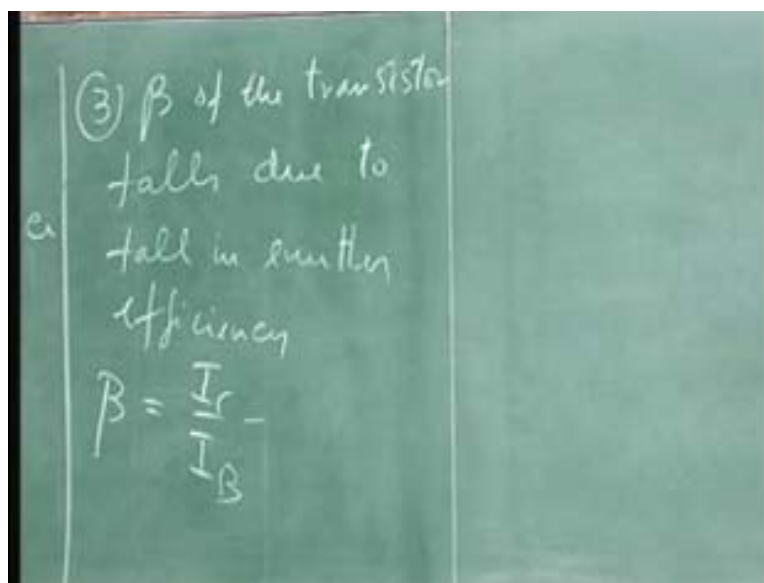 ③ β of the transistor
falls due to
fall in emitter
efficiency
β = I_C / I_B -